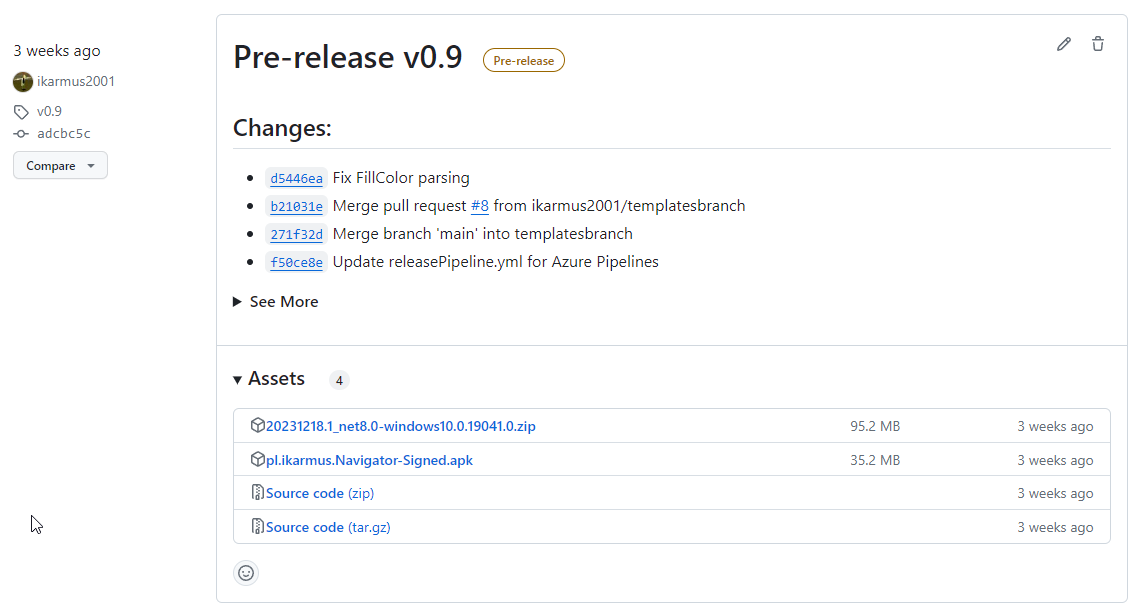 3 weeks ago
ikarmus2001
v0.9
adcbc5c
Compare
Pre-release v0.9 Pre-release
Changes:
d5446ea Fix FillColor parsing
b21031e Merge pull request #8 from ikarmus2001/templatesbranch
271f32d Merge branch 'main' into templatesbranch
f50ce8e Update releasePipeline.yml for Azure Pipelines
See More
Assets 4
20231218.1_net8.0-windows10.0.19041.0.zip 95.2 MB 3 weeks ago
pl.ikarmus.Navigator-Signed.apk 35.2 MB 3 weeks ago
Source code (zip) 3 weeks ago
Source code (tar.gz) 3 weeks ago